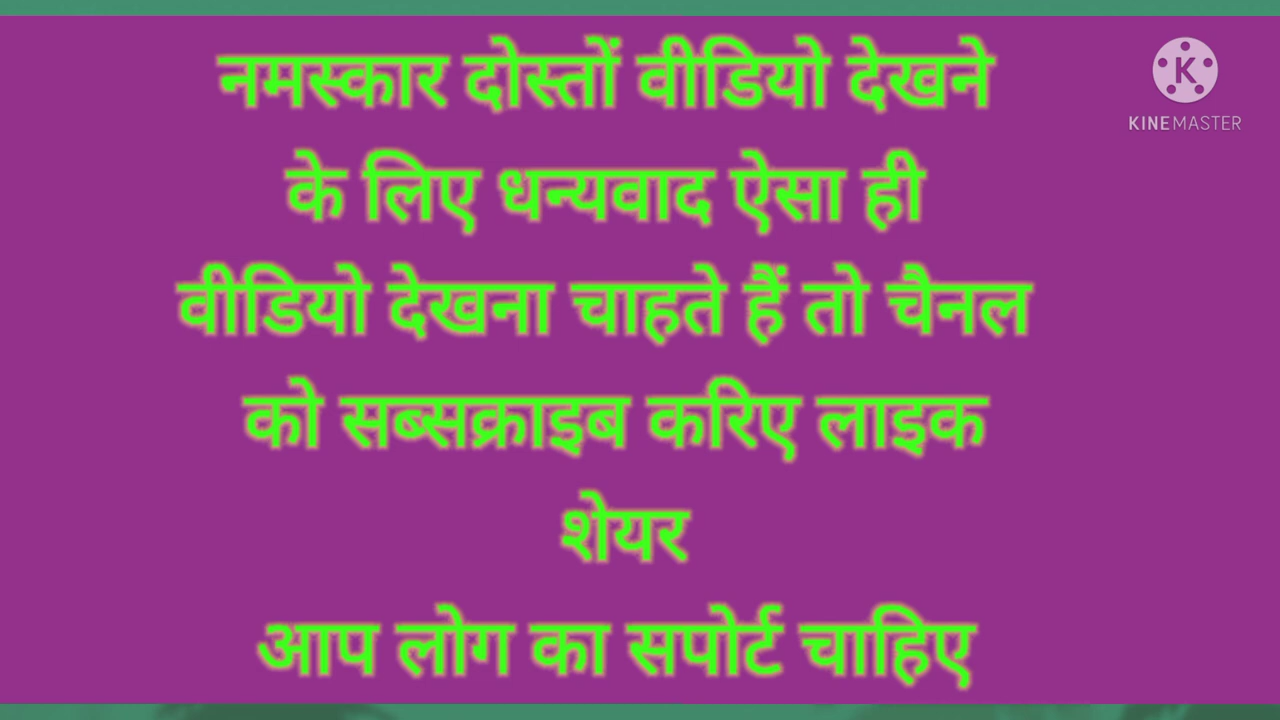 नमस्कार दोस्तों वीडियो देखने
के लिए धन्यवाद ऐसा ही
वीडियो देखना चाहते हैं तो चैनल
को सब्सक्राइब करिए लाइक
शेयर
आप लोग का सपोर्ट चाहिए
K
KINEMASTER